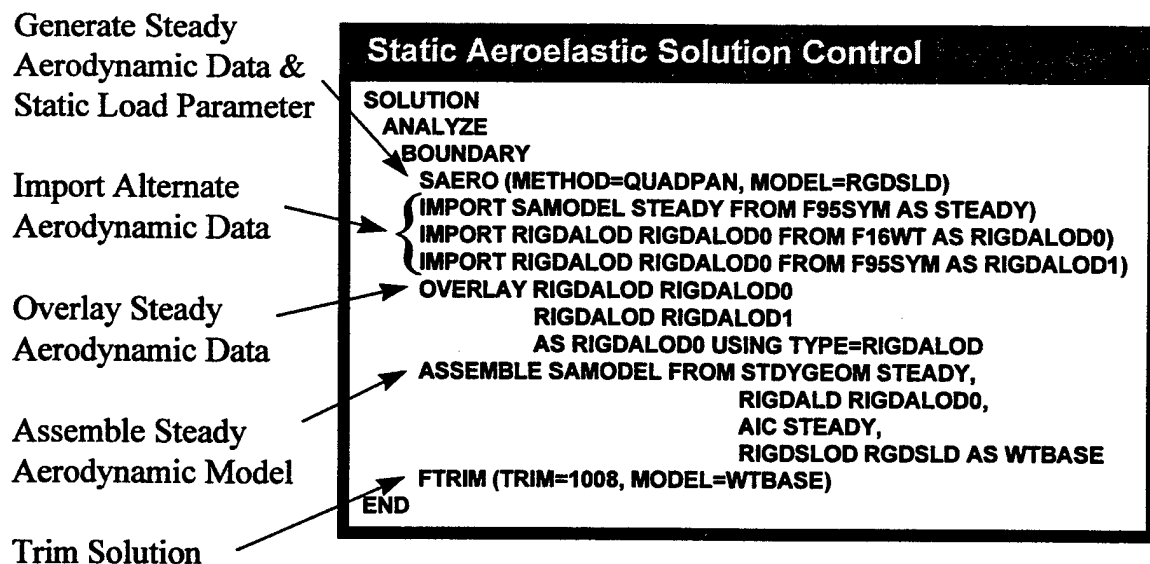 Generate Steady
Aerodynamic Data &
Static Load Parameter
Import Alternate
Aerodynamic Data
Overlay Steady
Aerodynamic Data
Assemble Steady
Aerodynamic Model
Trim Solution
Static Aeroelastic Solution Control
SOLUTION
ANALYZE
BOUNDARY
SAERO (METHOD=QUADPAN, MODEL=RGDSLD)
IMPORT SAMODEL STEADY FROM F95SYM AS STEADY)
IMPORT RIGDALOD RIGDALOD0 FROM F16WT AS RIGDALOD0)
IMPORT RIGDALOD RIGDALOD0 FROM F95SYM AS RIGDALOD1)
OVERLAY RIGDALOD RIGDALOD0
RIGDALOD RIGDALOD1
AS RIGDALOD0 USING TYPE=RIGDALOD
ASSEMBLE SAMODEL FROM STDYGEOM STEADY,
RIGDALD RIGDALOD0,
AIC STEADY,
RIGDSLOD RGDSLD AS WTBASE
FTRIM (TRIM=1008, MODEL=WTBASE)
END